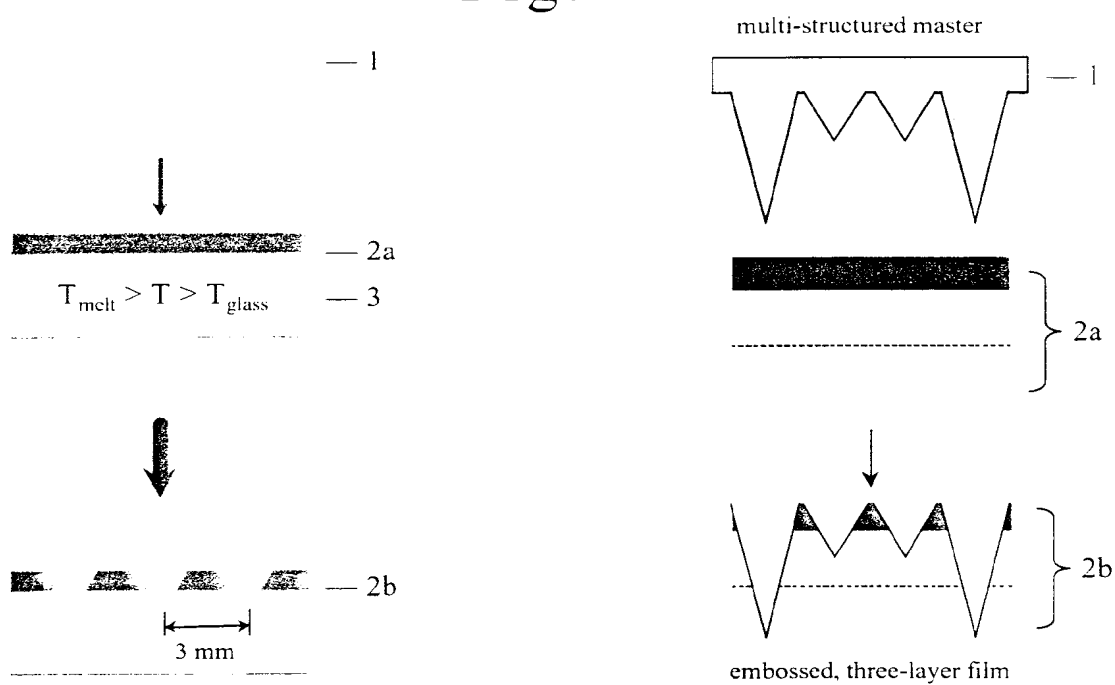 multi-structured master
1
2a
T_melt > T > T_glass
3
2b
3 mm
1
2a
2b
embossed, three-layer film